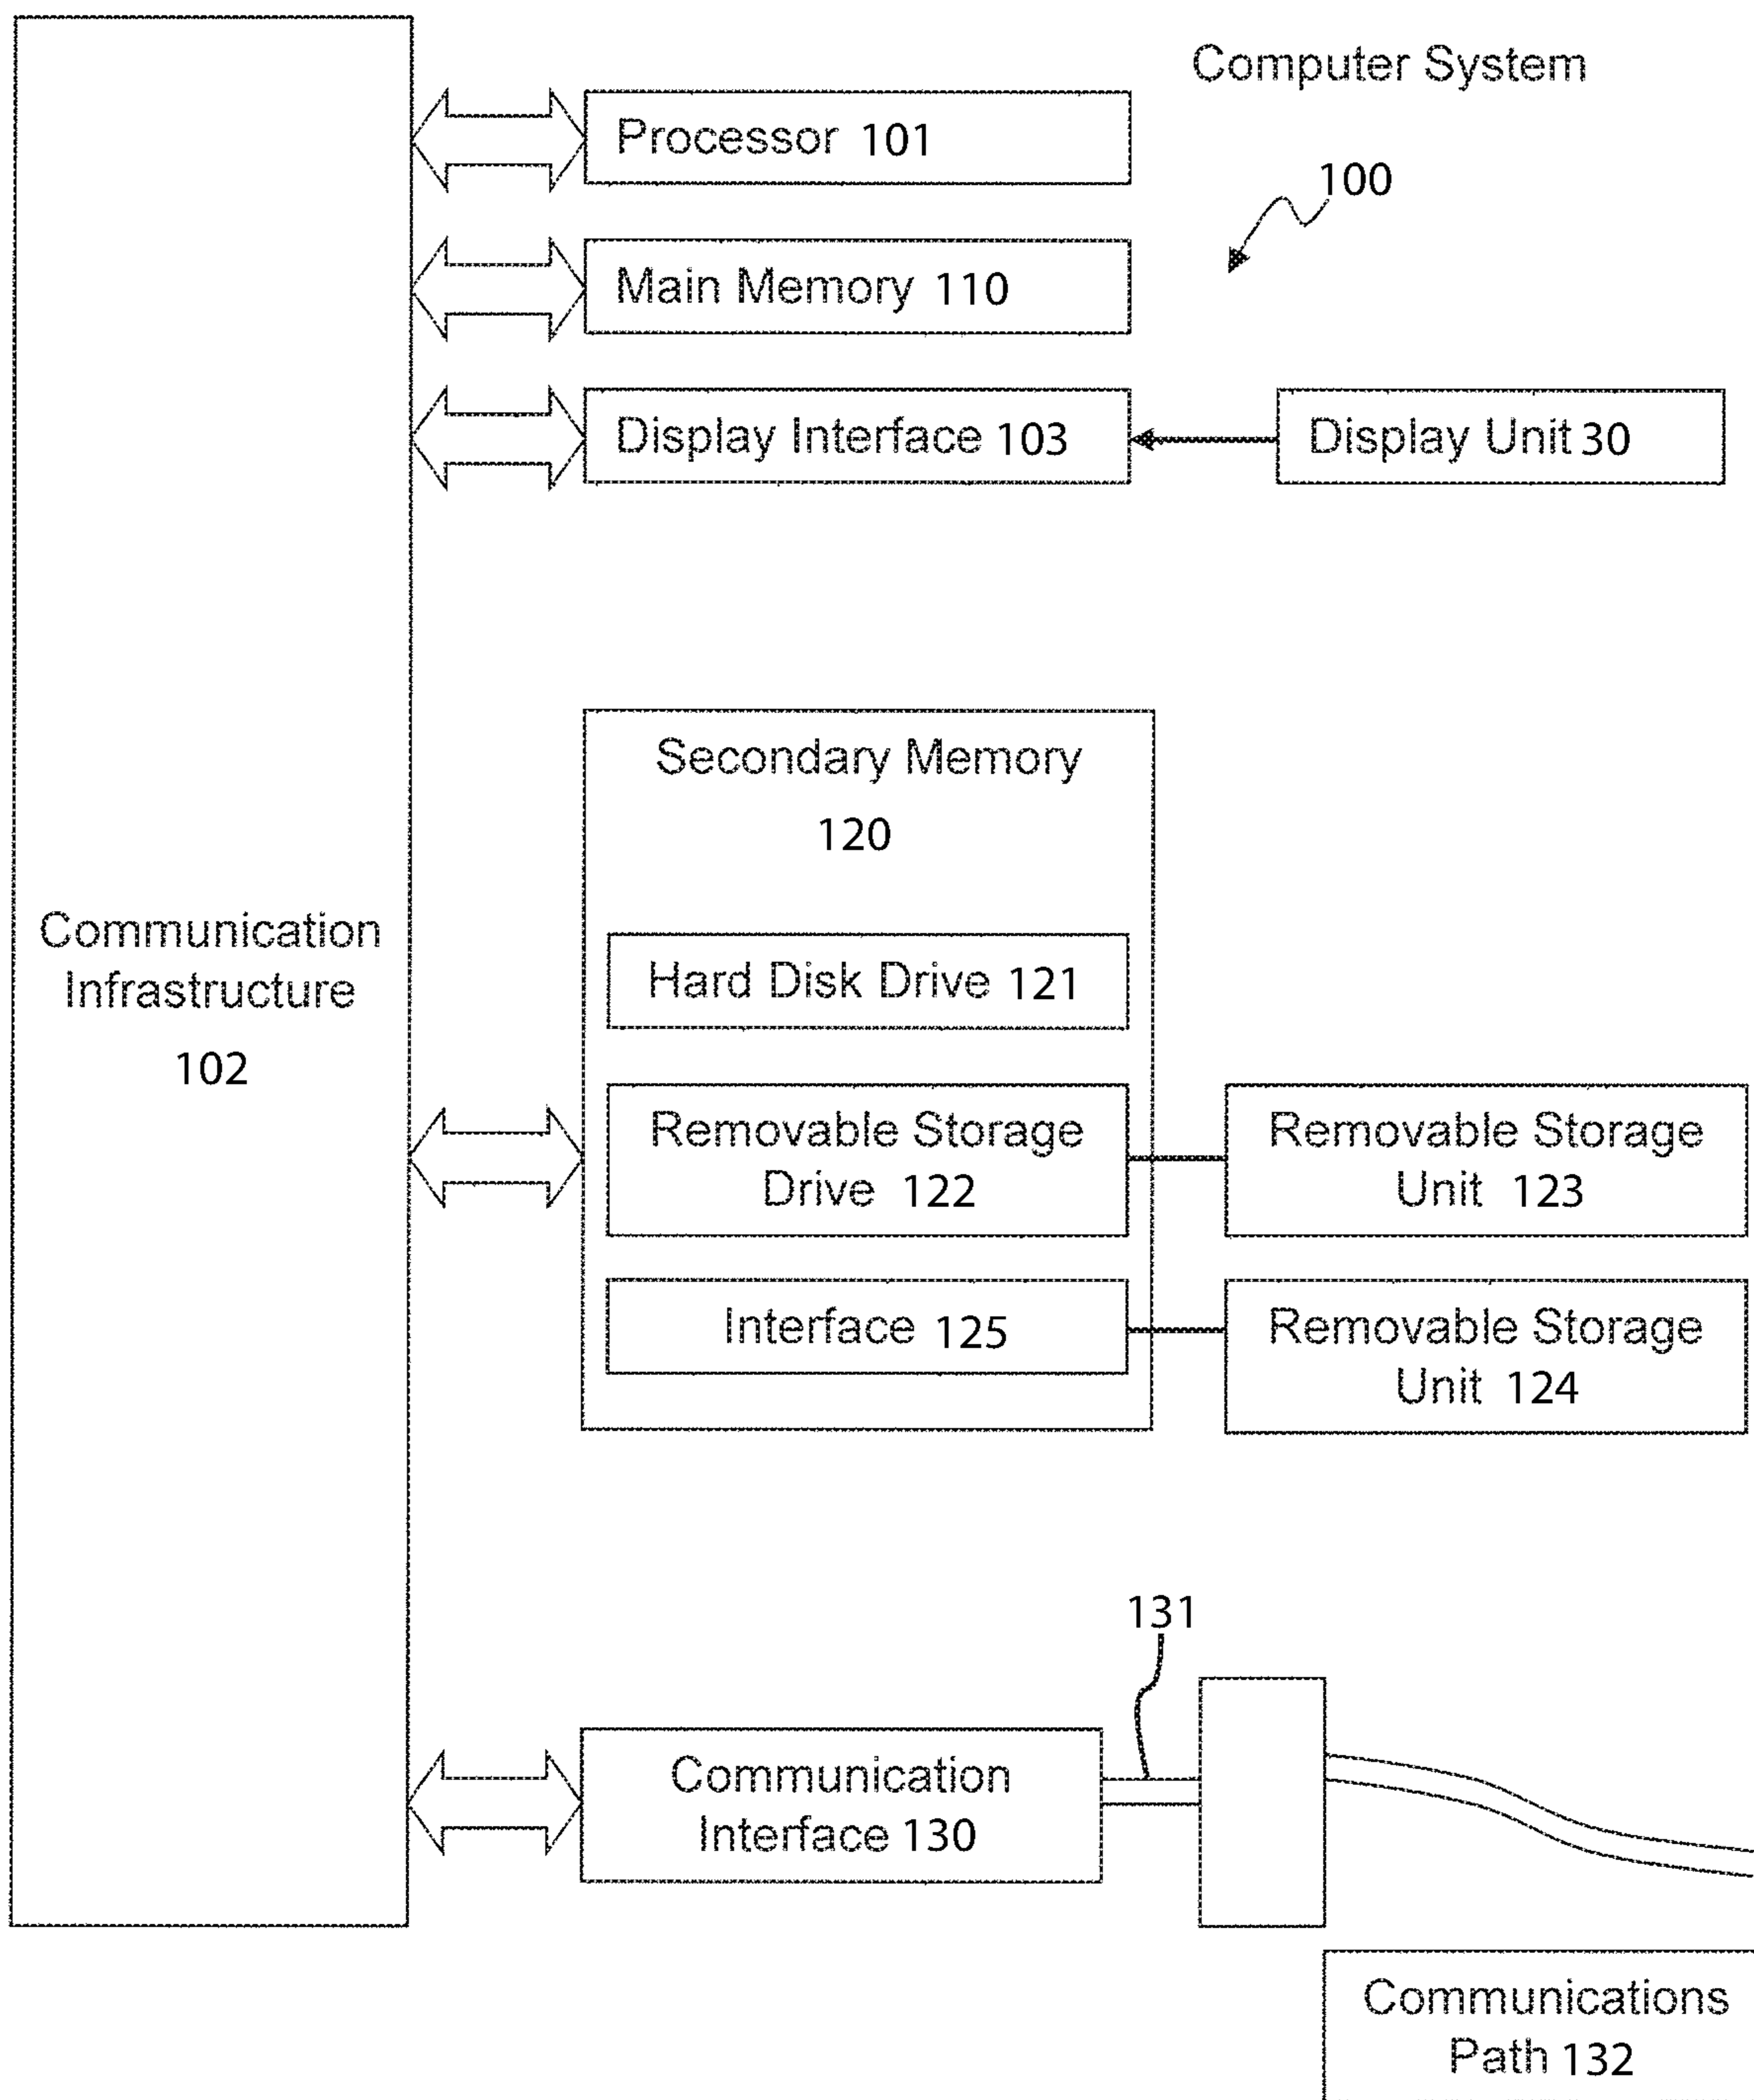 Computer System
100
Processor 101
Main Memory 110
Display Interface 103
Display Unit 30
Secondary Memory
120
Communication
Infrastructure
102
Hard Disk Drive 121
Removable Storage
Drive 122
Removable Storage
Unit 123
Interface 125
Removable Storage
Unit 124
131
Communication
Interface 130
Communications
Path 132